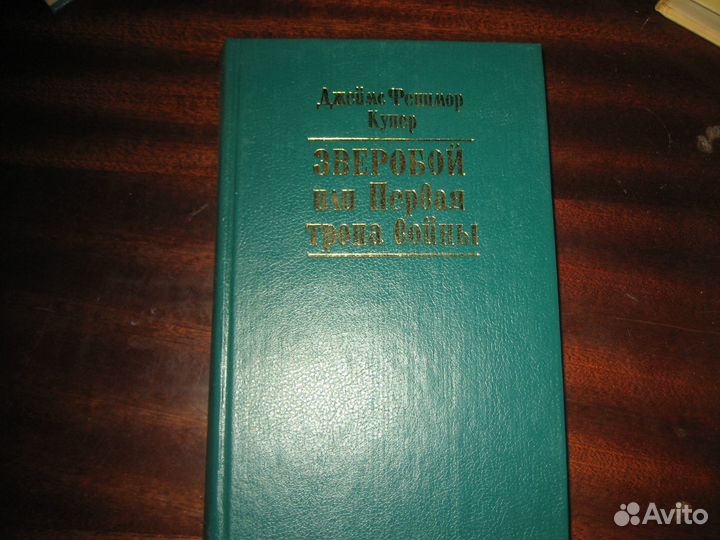 Джеймс Фенимор
Купер
ЗВЕРОБОЙ
или Первая
тропа войны
Avito